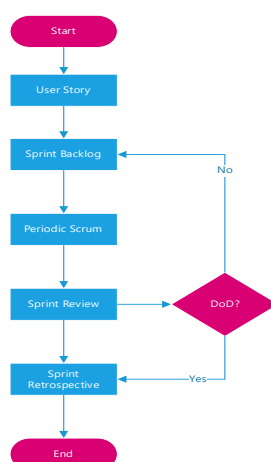 Start
User Story
Sprint Backlog
No
Periodic Scrum
Sprint Review
DoD?
Sprint
Retrospective
Yes
End